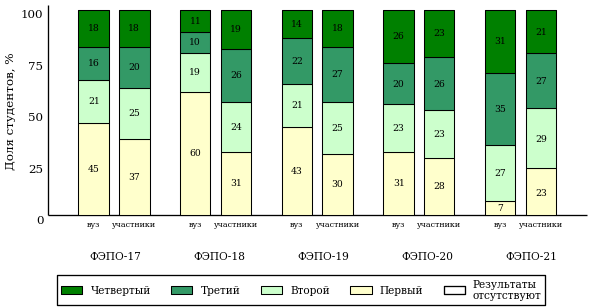 Доля студентов, %
100
75
50
25
0
18 18 11 19 14 18 26 23 31 21
16 20 10 26 22 27 20 26 35 27
21 25 19 24 21 25 23 23 27 29
45 37 60 31 43 30 31 28 7 23
вуз участники вуз участники вуз участники вуз участники вуз участники
ФЭПО-17 ФЭПО-18 ФЭПО-19 ФЭПО-20 ФЭПО-21
Четвертый Третий Второй Первый Результаты
отсутствуют